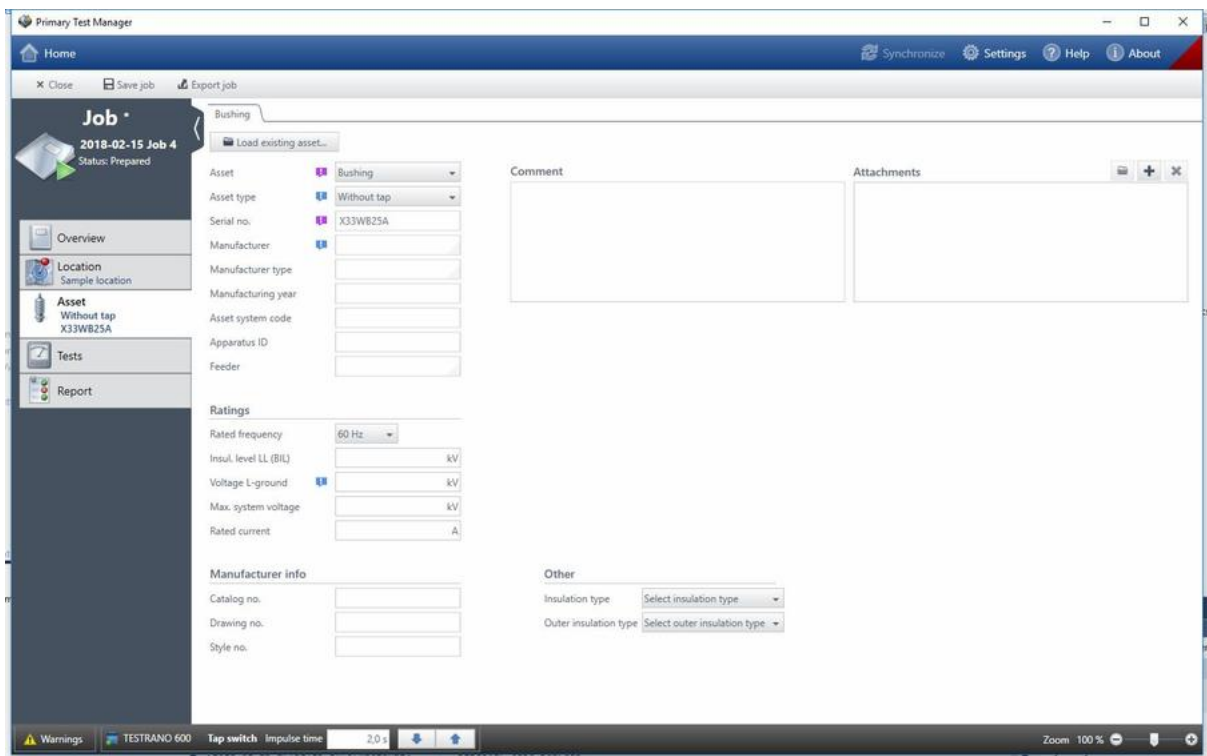 Primary Test Manager
Home
Synchronize
Settings
Help
About
Close
Save job
Export job
Job *
2018-02-15 Job 4
Status: Prepared
Overview
Location
Sample location
Asset
Without tap
X33WB25A
Tests
Report
Bushing
Load existing asset...
Asset Bushing
Asset type Without tap
Serial no. X33WB25A
Manufacturer
Manufacturer type
Manufacturing year
Asset system code
Apparatus ID
Feeder
Comment
Attachments
Ratings
Rated frequency 60 Hz
Insul. level LL (BIL) kV
Voltage L-ground kV
Max. system voltage kV
Rated current A
Manufacturer info
Catalog no.
Drawing no.
Style no.
Other
Insulation type Select insulation type
Outer insulation type Select outer insulation type
Warnings
TESTRANO 600
Tap switch Impulse time 2,0 s
Zoom 100 %